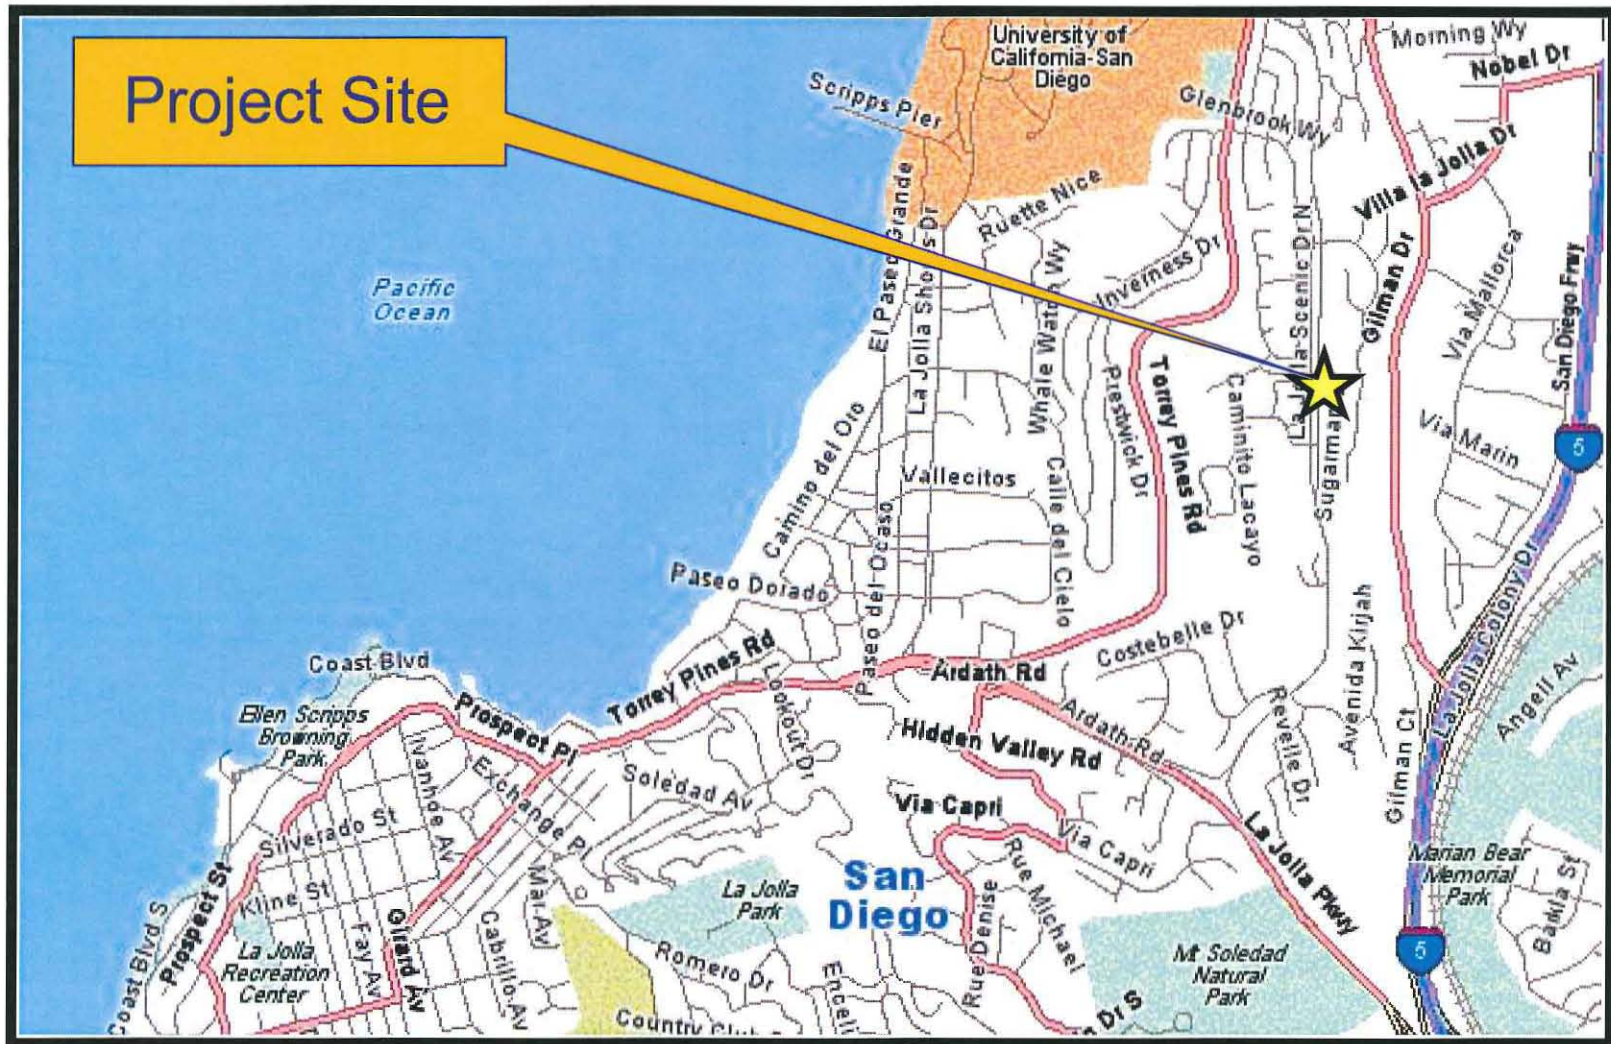 Project Site
University of
California-San
Diego
Morning Wy
Nobel Dr
Scripps Pier
Glenbrook Wy
Villa la Jolla Dr
El Paseo Grande
La Jolla Sho s Dr
Ruette Nice
Whale Watch Wy
Inverness Dr
La J la Scenic Dr N
Gilman Dr
Via Mallorca
San Diego Frwy
Pacific
Ocean
Prestwick Dr
Torrey Pines Rd
Caminito Lacayo
Sugarmar
Via Marin
5
Camino del Oro
Vallecitos
Calle del Cielo
Paseo del Ocaso
Paseo Dorado
Coast Blvd
Torrey Pines Rd
Lookout Dr
Ardath Rd
Costebelle Dr
Avenida Kirjah
La Jolla Colony Dr
Angell Av
Ellen Scripps
Browning
Park
Prospect Pl
Ivanhoe Av
Exchange Pl
Soledad Av
Hidden Valley Rd
Ardath Rd
Revelle Dr
Gilman Ct
Silverado St
Via Capri
Via Capri
La Jolla Pkwy
Marian Bear
Memorial
Park
Prospect St
Kline St
Mar Av
La Jolla
Park
San
Diego
Rue Denise
Rue Michael
Bakla St
Coast Blvd S
La Jolla
Recreation
Center
Fay Av
Girard Av
Cabrillo Av
Romero Dr
Enceli
Country Clu
Mt Soledad
Natural
Park
Dr S
5